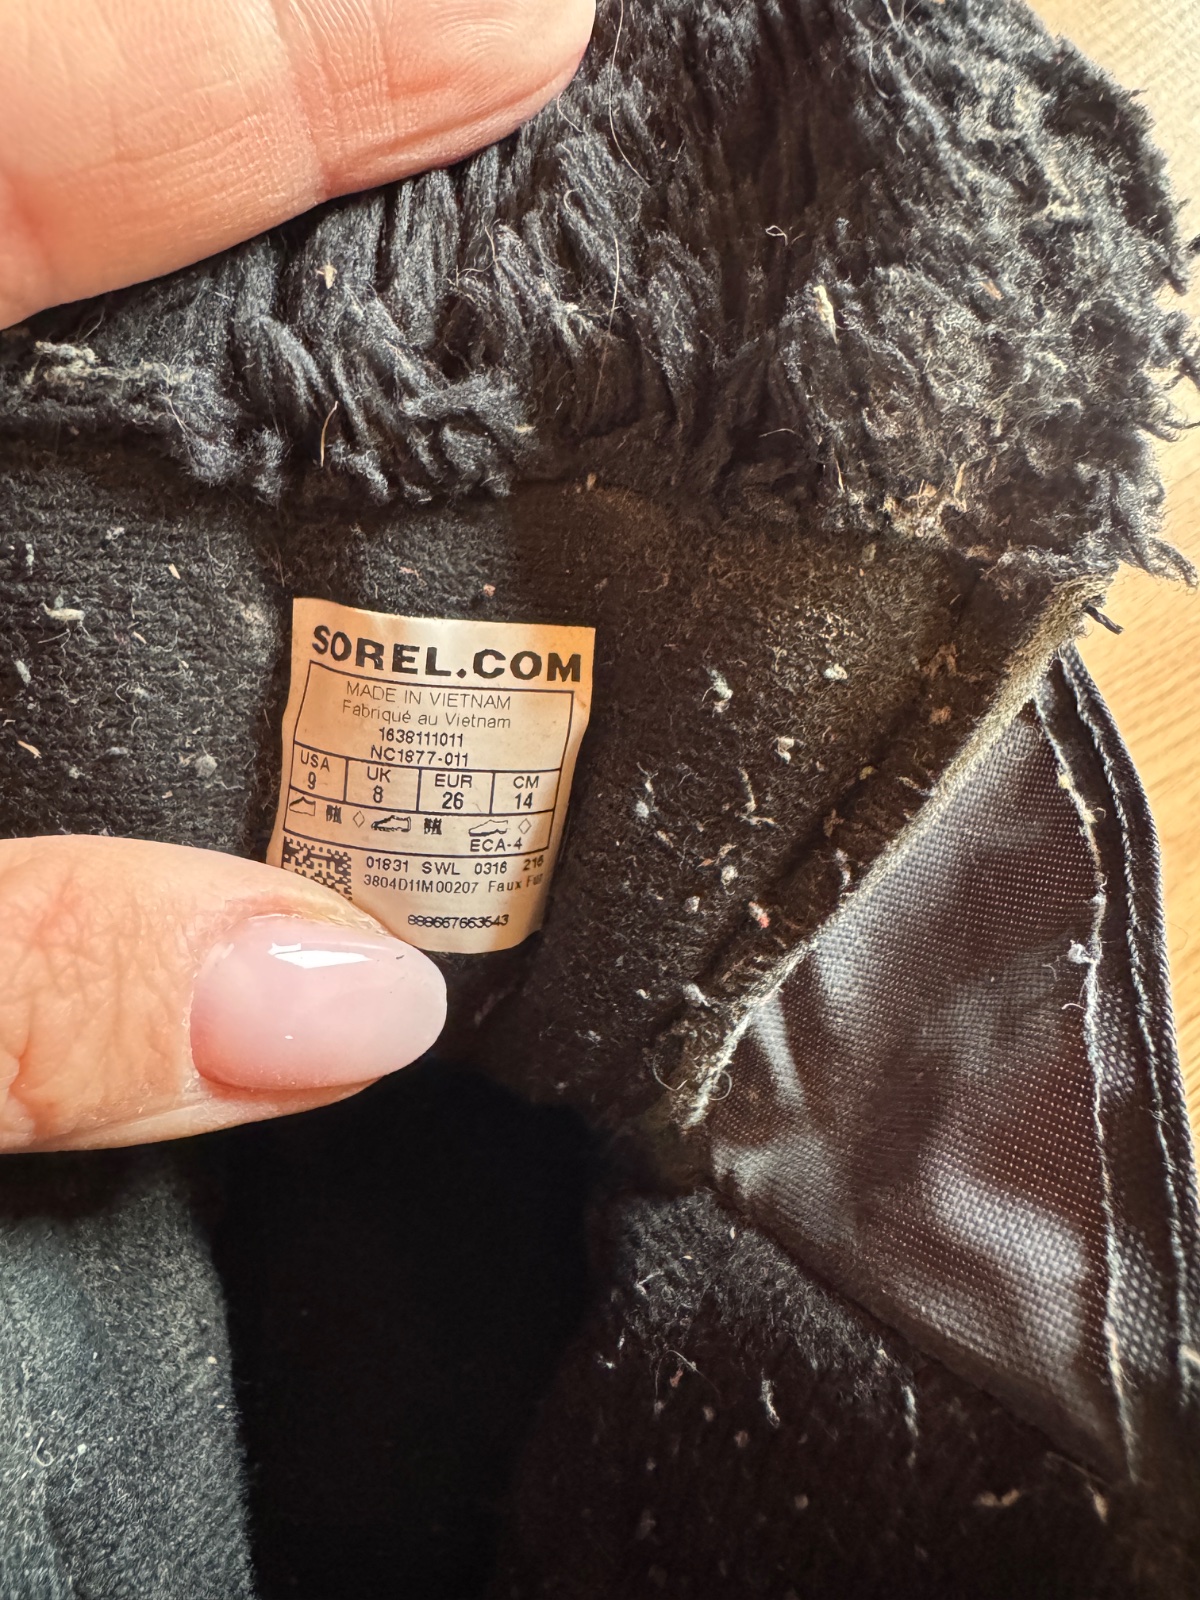 SOREL.COM
MADE IN VIETNAM
Fabriqué au Vietnam
1638111011
NC1877-011
USA UK EUR CM
9 8 26 14
ECA-4
01831 SWL 0316 216
3804D11M00207 Faux Fur
888667663543